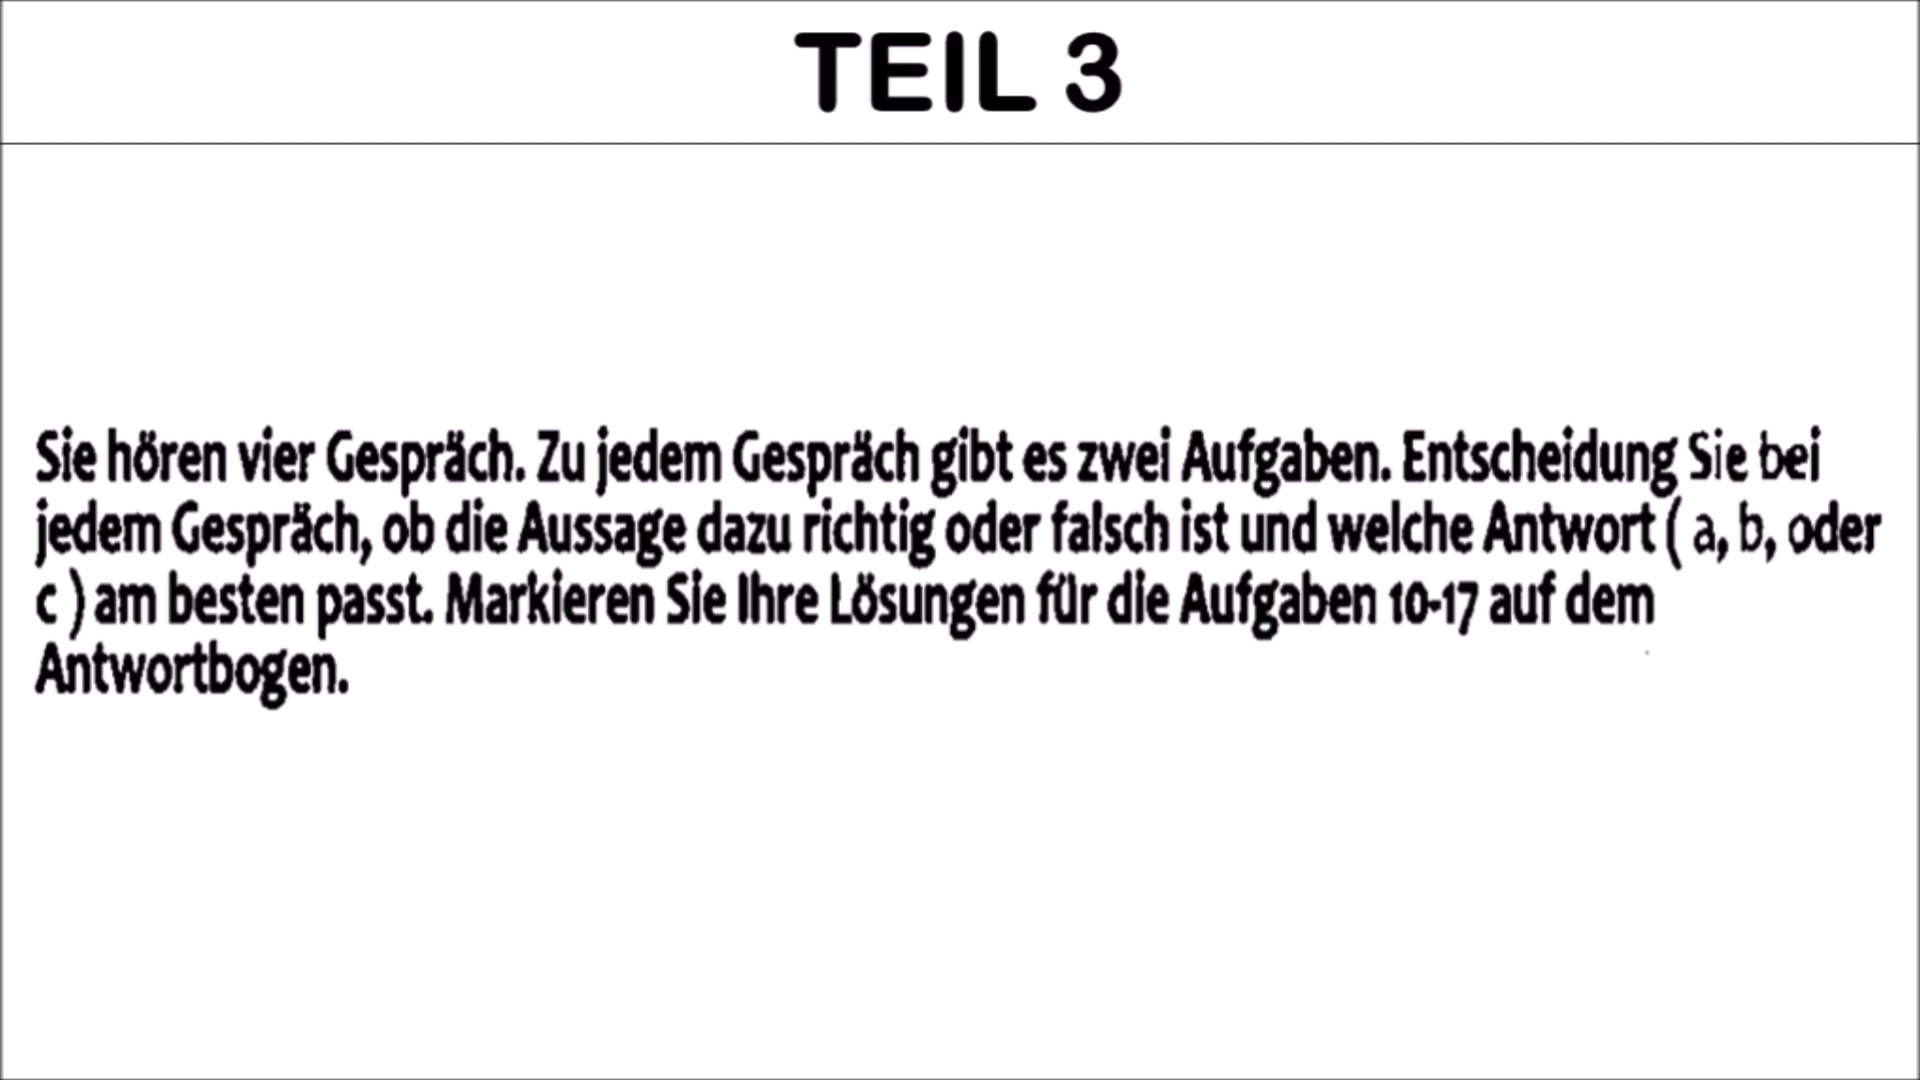 TEIL 3
Sie hören vier Gespräch. Zu jedem Gespräch gibt es zwei Aufgaben. Entscheidung Sie bei
jedem Gespräch, ob die Aussage dazu richtig oder falsch ist und welche Antwort ( a, b, oder
c ) am besten passt. Markieren Sie Ihre Lösungen für die Aufgaben 10-17 auf dem
Antwortbogen.